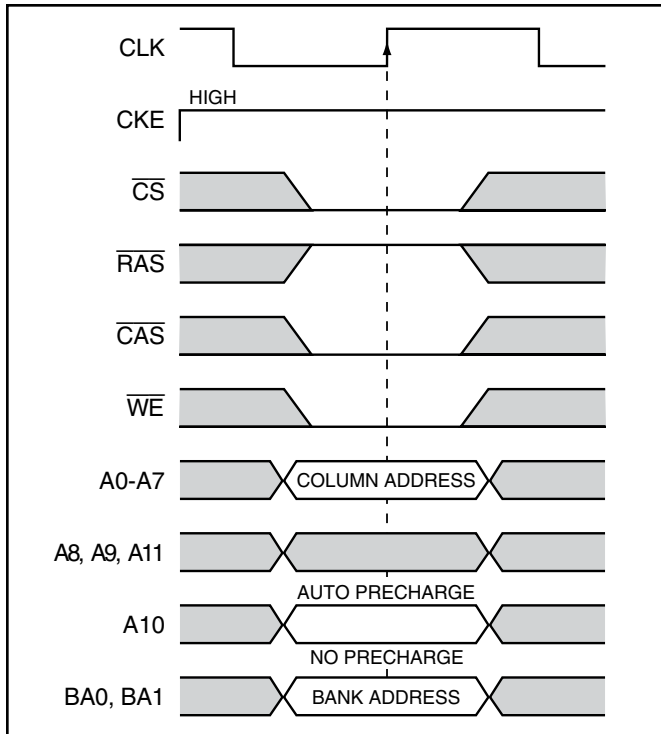 CLK
HIGH
CKE
CS
RAS
CAS
WE
A0-A7 COLUMN ADDRESS
A8, A9, A11
AUTO PRECHARGE
A10
NO PRECHARGE
BA0, BA1 BANK ADDRESS